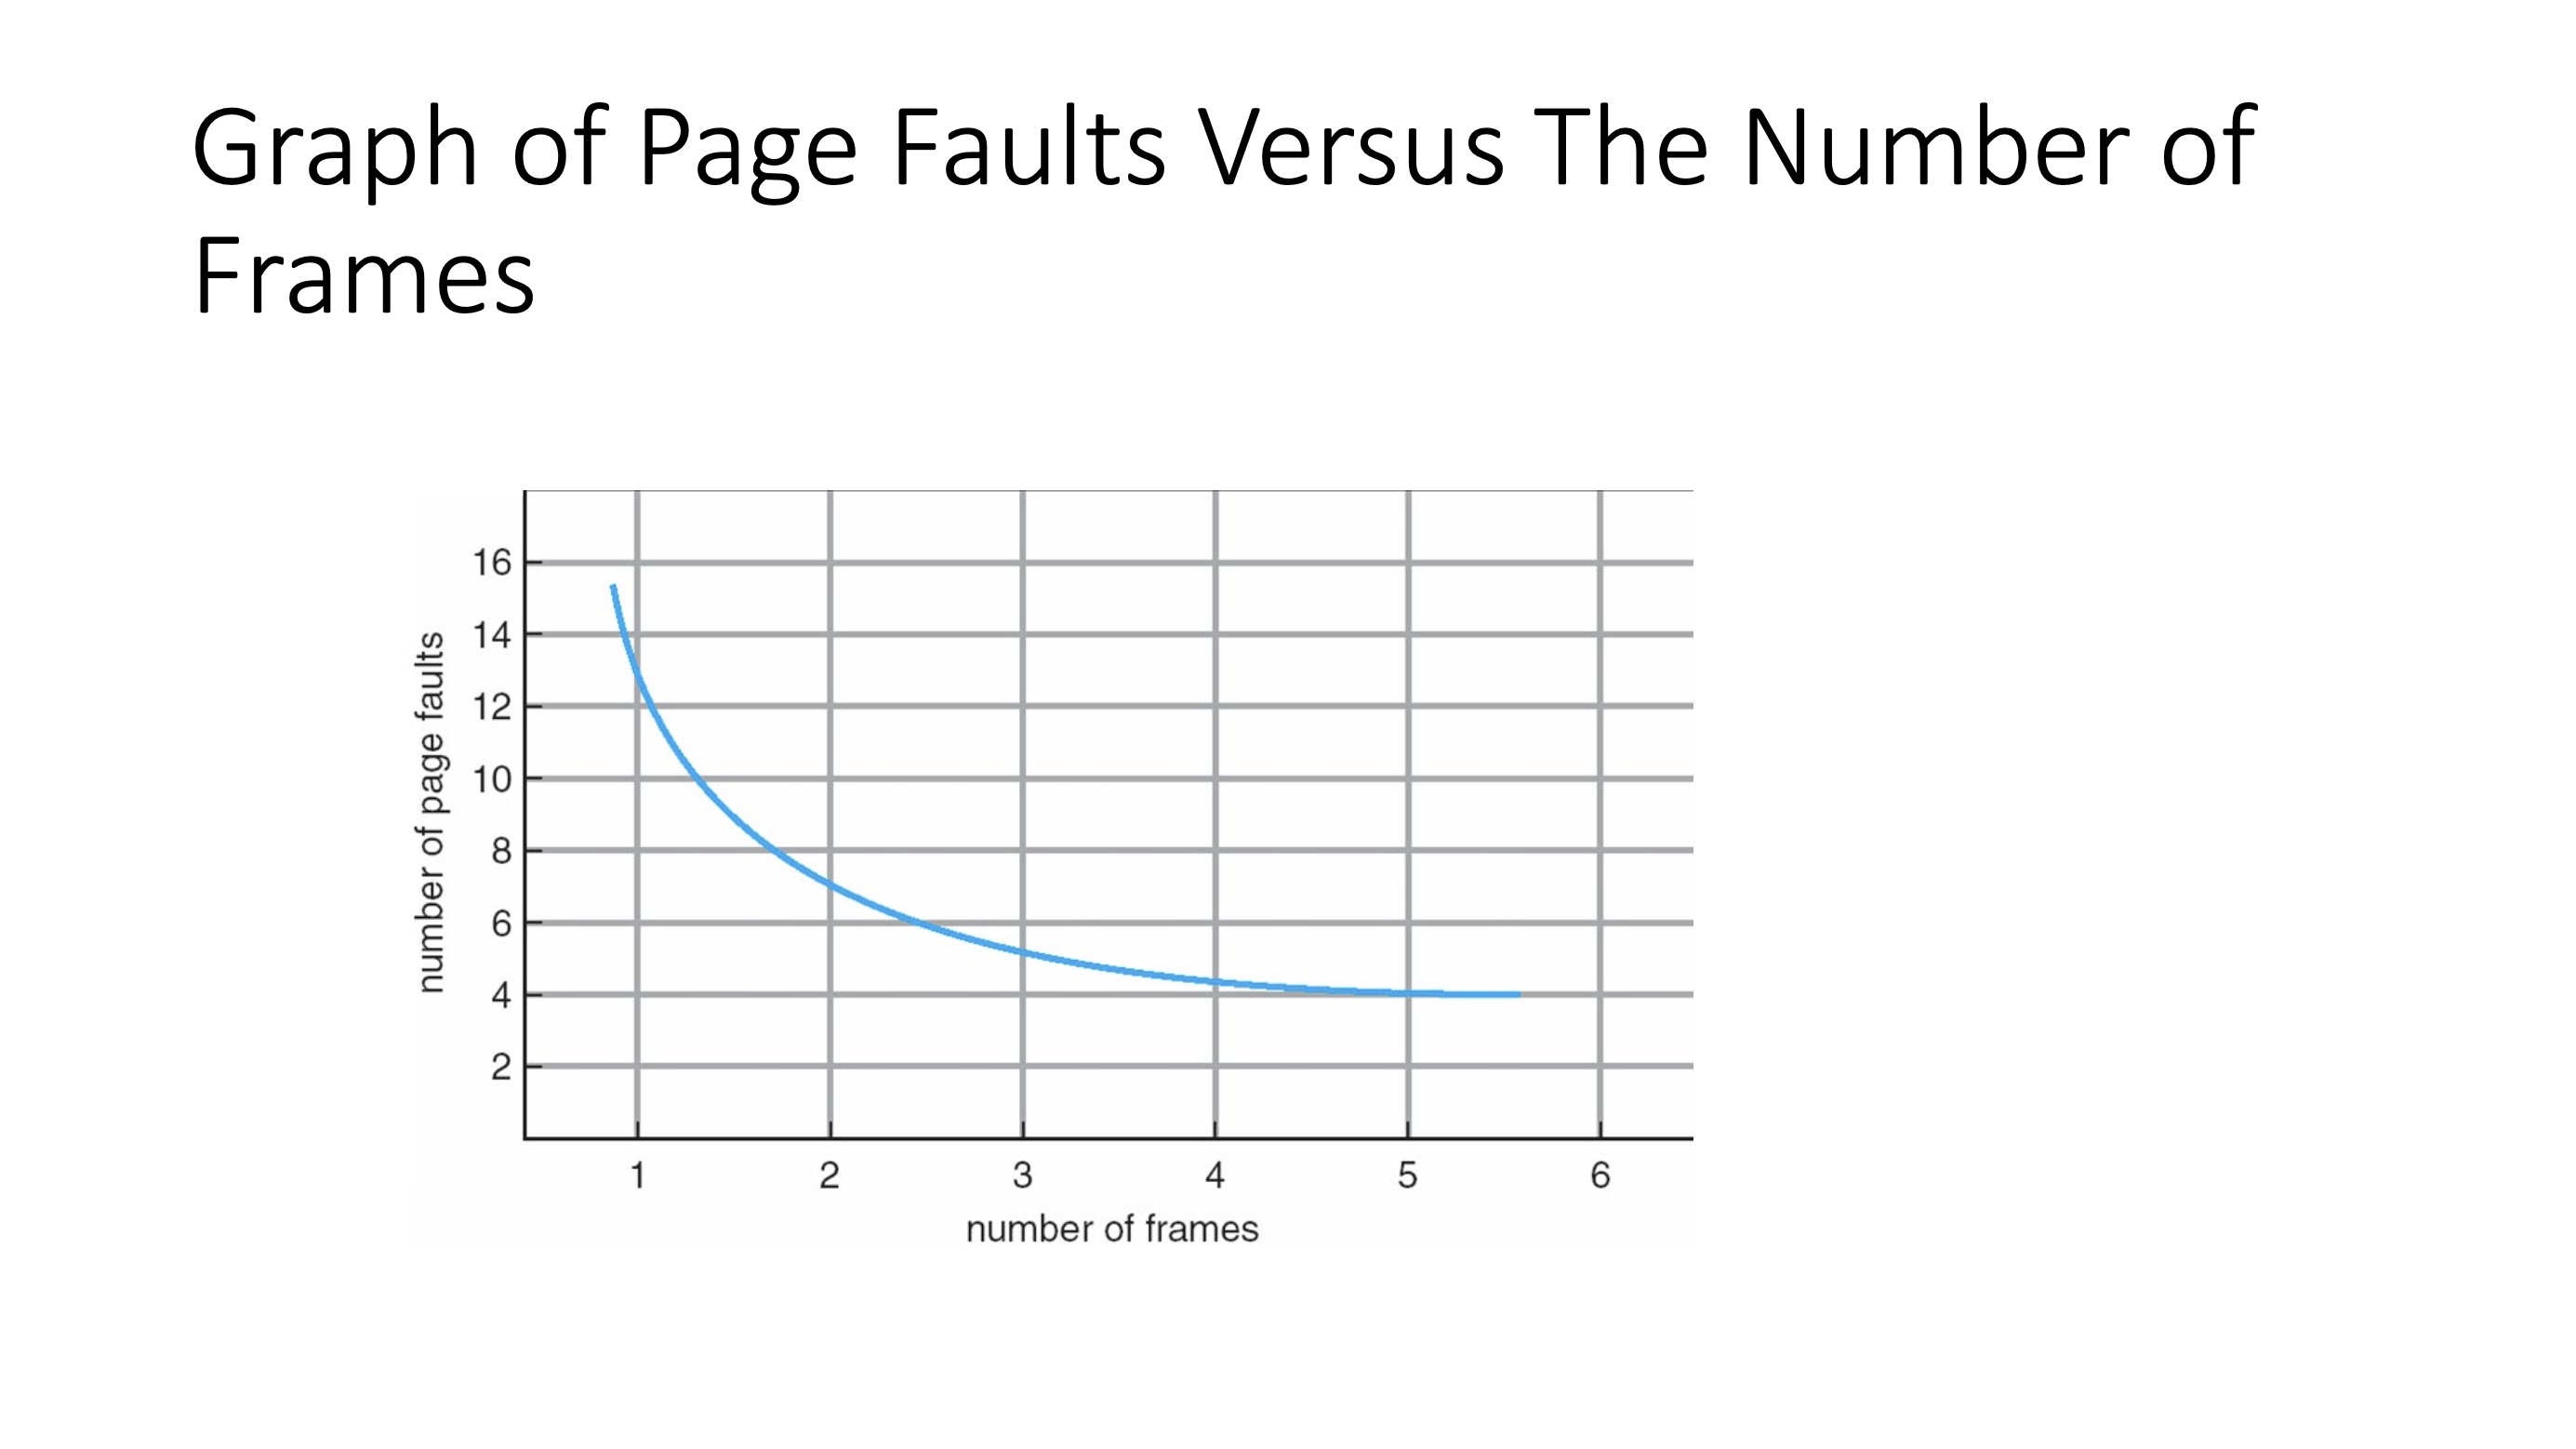 Graph of Page Faults Versus The Number of
Frames
number of page faults
16
14
12
10
8
6
4
2
1 2 3 4 5 6
number of frames